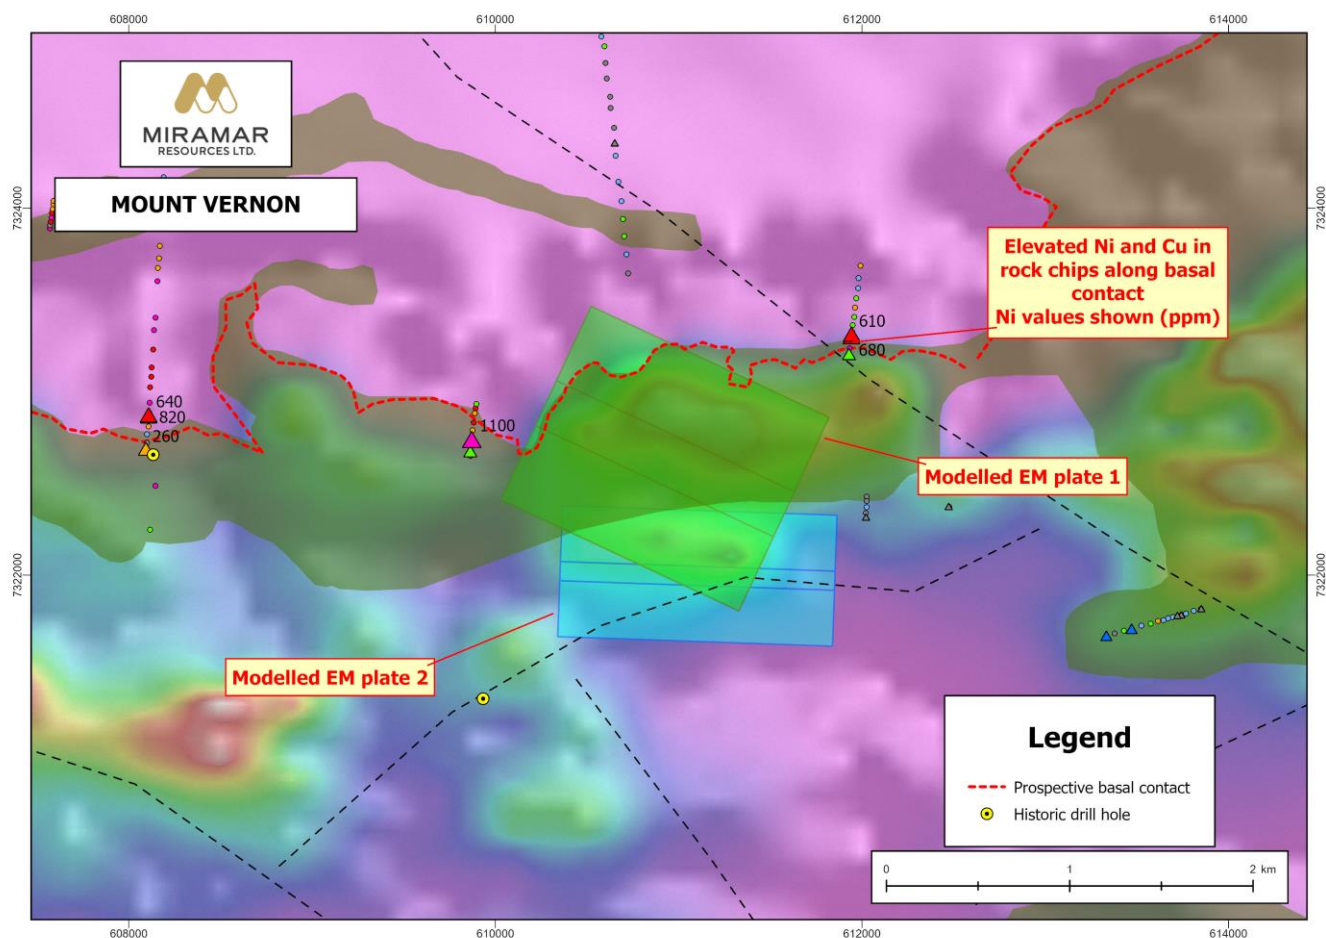 608000
610000
612000
614000
MIRAMAR
RESOURCES LTD.
MOUNT VERNON
7324000
7324000
Elevated Ni and Cu in
rock chips along basal
contact
Ni values shown (ppm)
610
680
640
820
260
1100
Modelled EM plate 1
7322000
7322000
Modelled EM plate 2
Legend
Prospective basal contact
Historic drill hole
0
1
2 km
608000
610000
612000
614000